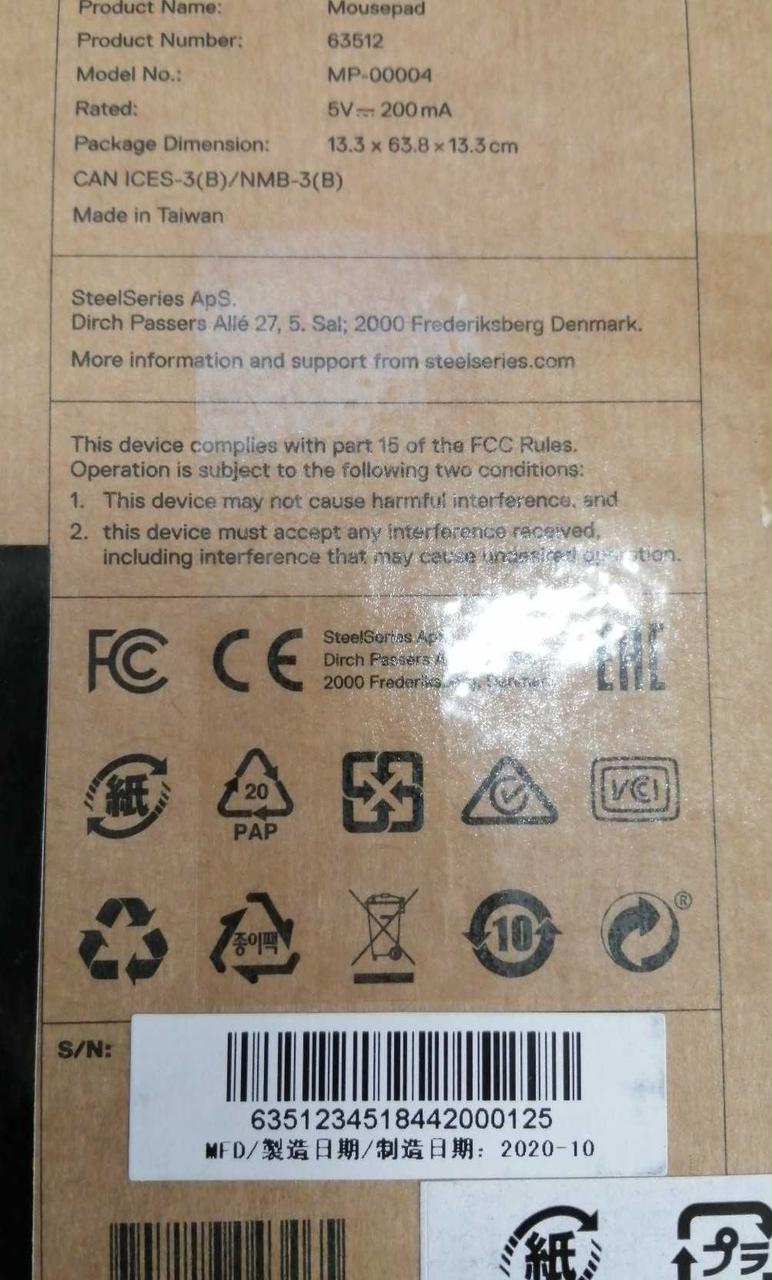 Product Name: Mousepad
Product Number: 63512
Model No.: MP-00004
Rated: 5V⎓200mA
Package Dimension: 13.3 x 63.8 x 13.3cm
CAN ICES-3(B)/NMB-3(B)
Made in Taiwan
SteelSeries ApS.
Dirch Passers Allé 27, 5. Sal; 2000 Frederiksberg Denmark.
More information and support from steelseries.com
This device complies with part 15 of the FCC Rules.
Operation is subject to the following two conditions:
1. This device may not cause harmful interference, and
2. this device must accept any interference received,
including interference that may cause undesired operation.
FC CE EAC
SteelSeries
Dirch Passers
2000
紙 20 VCI
PAP
종이팩 10 ®
S/N:
6351234518442000125
MFD/製造日期/制造日期: 2020-10
紙 プラ